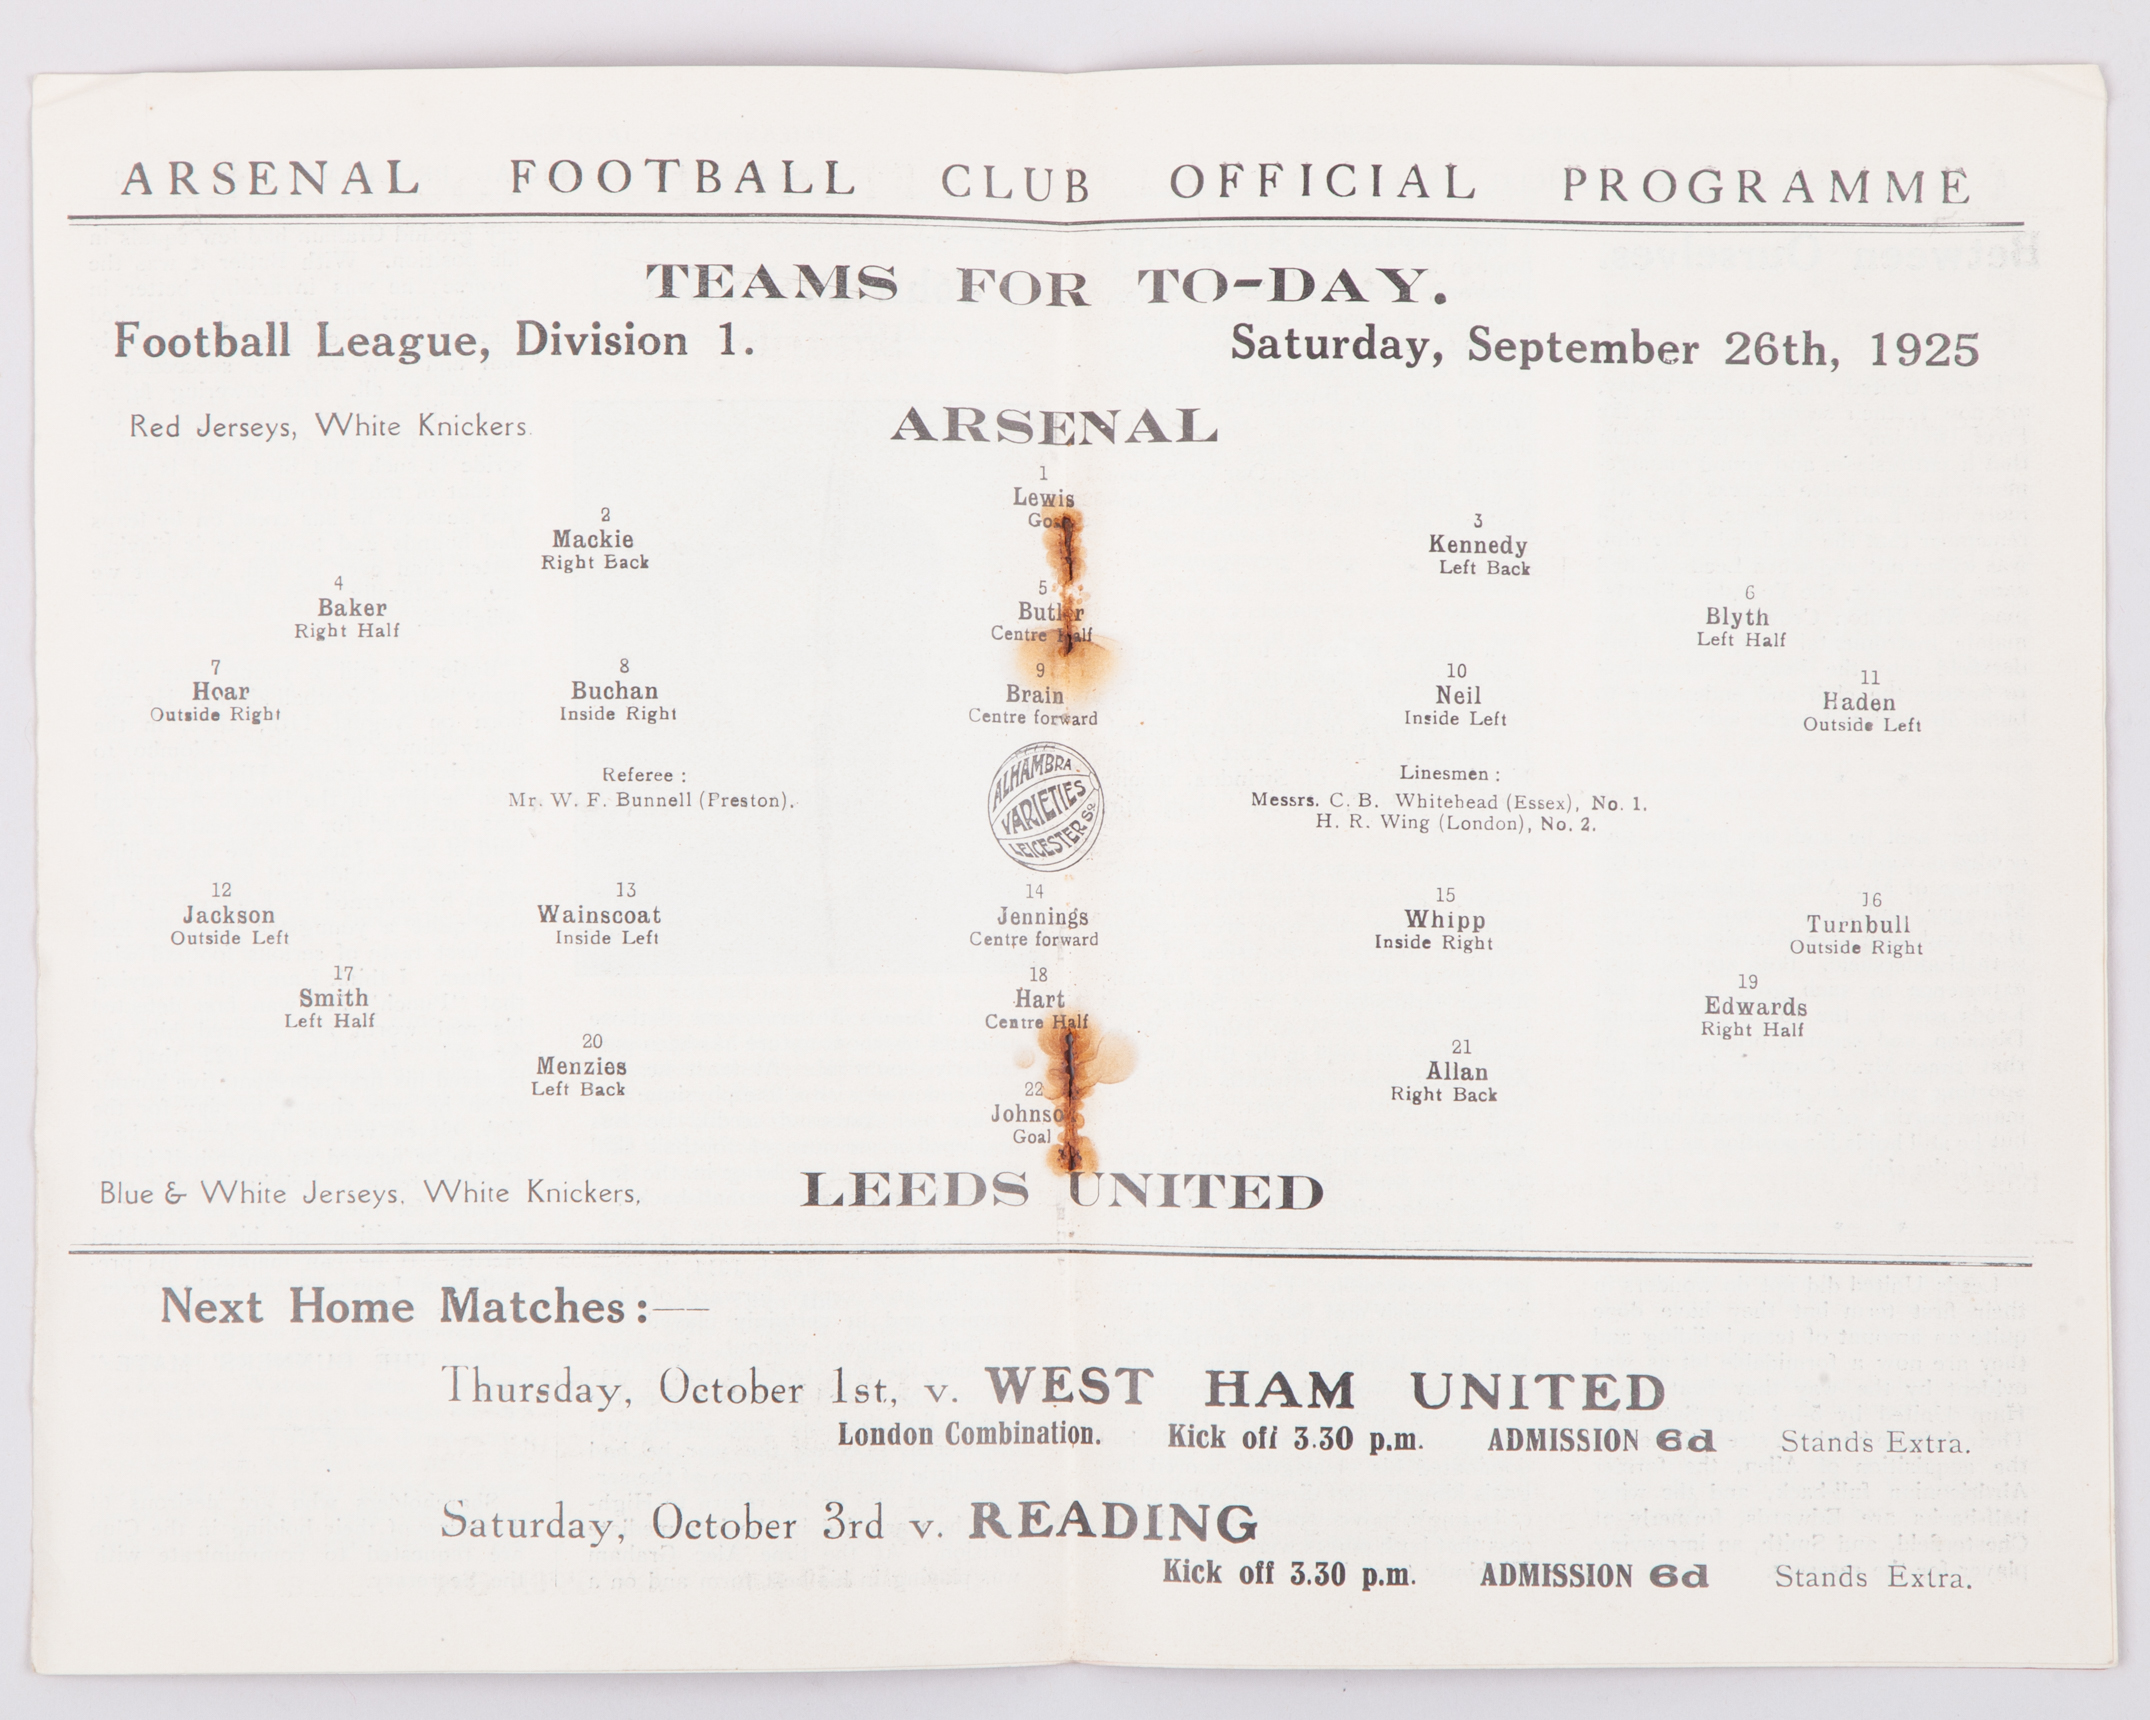 ARSENAL FOOTBALL CLUB OFFICIAL PROGRAMME
TEAMS FOR TO-DAY.
Football League, Division 1. Saturday, September 26th, 1925
Red Jerseys, White Knickers. ARSENAL
1
Lewis
Goal
2
Mackie
Right Back
3
Kennedy
Left Back
4
Baker
Right Half
5
Butler
Centre Half
6
Blyth
Left Half
7
Hoar
Outside Right
8
Buchan
Inside Right
9
Brain
Centre forward
10
Neil
Inside Left
11
Haden
Outside Left
Referee :
Mr. W. F. Bunnell (Preston).
ALHAMBRA
VARIETIES
LEICESTER SQ
Linesmen :
Messrs. C. B. Whitehead (Essex), No. 1.
H. R. Wing (London), No. 2.
12
Jackson
Outside Left
13
Wainscoat
Inside Left
14
Jennings
Centre forward
15
Whipp
Inside Right
16
Turnbull
Outside Right
17
Smith
Left Half
18
Hart
Centre Half
19
Edwards
Right Half
20
Menzies
Left Back
21
Allan
Right Back
22
Johnso
Goal
Blue & White Jerseys, White Knickers, LEEDS UNITED
Next Home Matches :—
Thursday, October 1st, v. WEST HAM UNITED
London Combination. Kick off 3.30 p.m. ADMISSION 6d Stands Extra.
Saturday, October 3rd v. READING
Kick off 3.30 p.m. ADMISSION 6d Stands Extra.